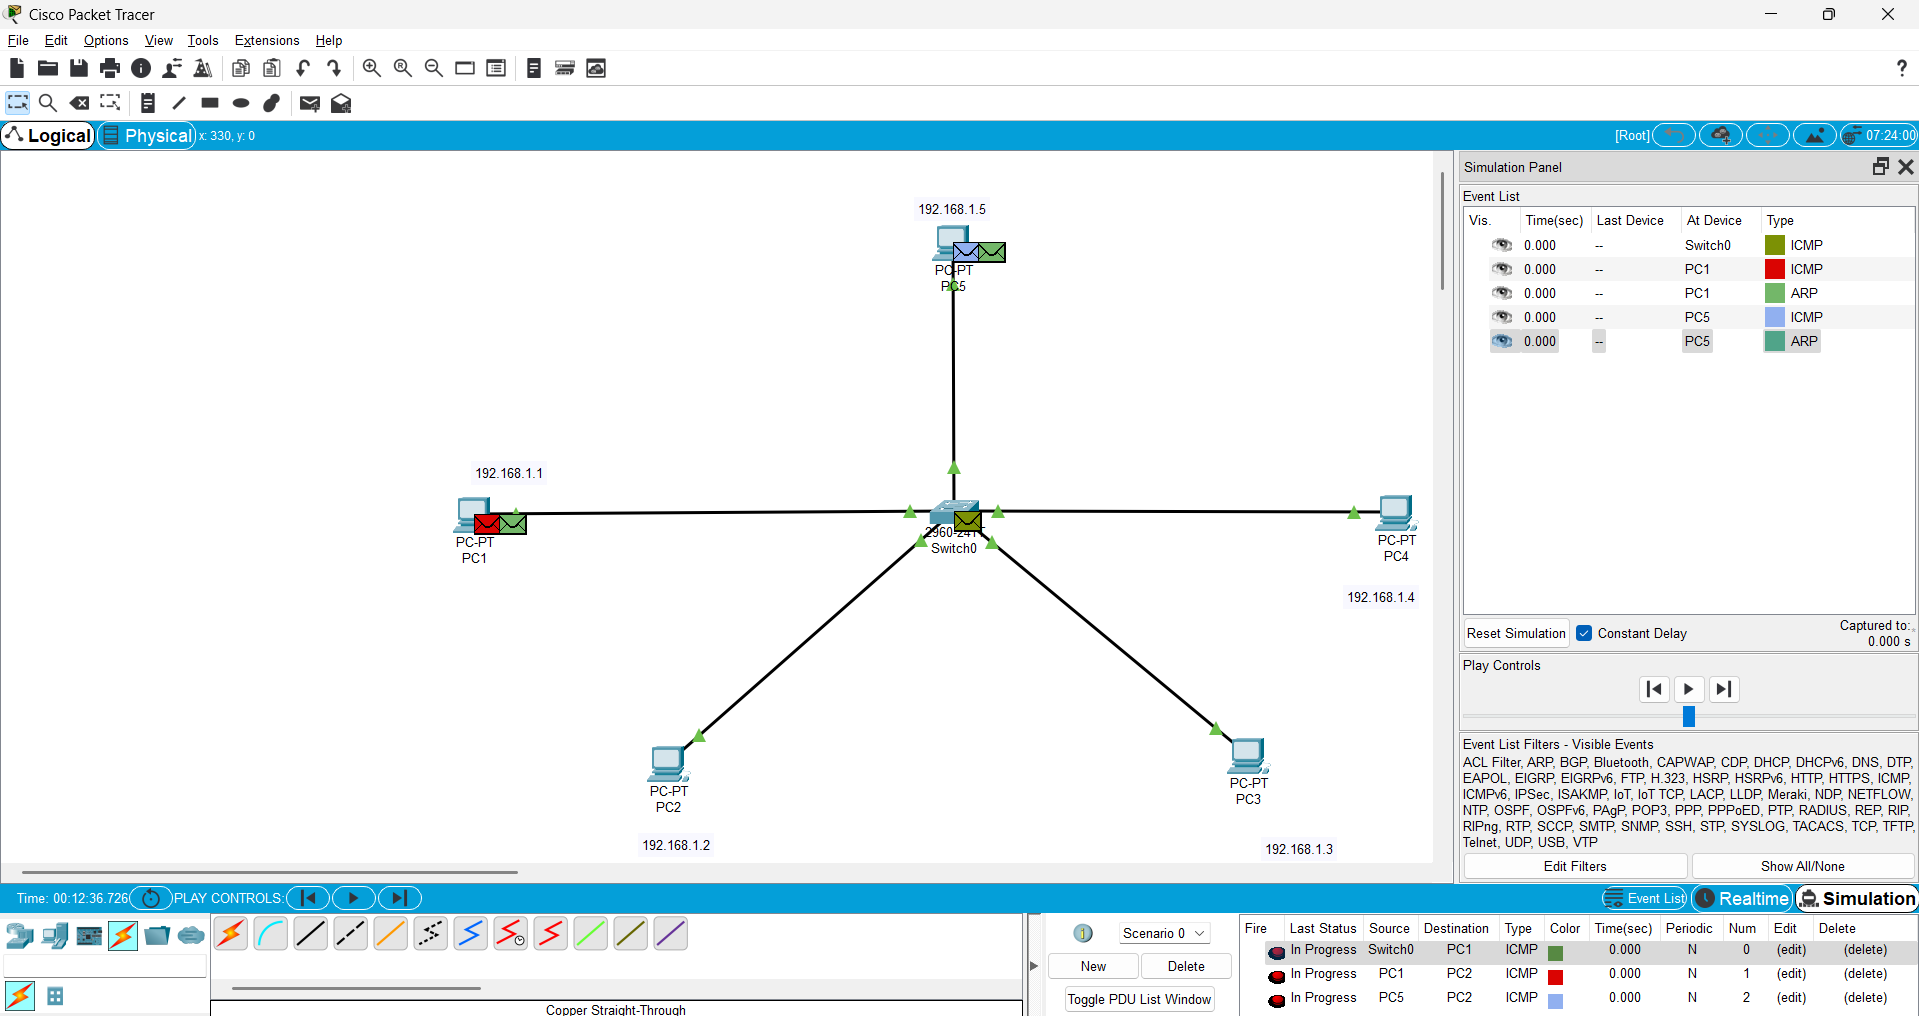 Cisco Packet Tracer
File Edit Options View Tools Extensions Help
?
Logical Physical x: 330, y: 0 [Root] 07:24:00
Simulation Panel
Event List
Vis. Time(sec) Last Device At Device Type
0.000 -- Switch0 ICMP
0.000 -- PC1 ICMP
0.000 -- PC1 ARP
0.000 -- PC5 ICMP
0.000 -- PC5 ARP
192.168.1.5
PC-PT
PC5
192.168.1.1
PC-PT
PC1
2960-24TT
Switch0
PC-PT
PC4
192.168.1.4
PC-PT
PC2
192.168.1.2
PC-PT
PC3
192.168.1.3
Reset Simulation Constant Delay Captured to:
0.000 s
Play Controls
Event List Filters - Visible Events
ACL Filter, ARP, BGP, Bluetooth, CAPWAP, CDP, DHCP, DHCPv6, DNS, DTP,
EAPOL, EIGRP, EIGRPv6, FTP, H.323, HSRP, HSRPv6, HTTP, HTTPS, ICMP,
ICMPv6, IPSec, ISAKMP, IoT, IoT TCP, LACP, LLDP, Meraki, NDP, NETFLOW,
NTP, OSPF, OSPFv6, PAgP, POP3, PPP, PPPoED, PTP, RADIUS, REP, RIP,
RIPng, RTP, SCCP, SMTP, SNMP, SSH, STP, SYSLOG, TACACS, TCP, TFTP,
Telnet, UDP, USB, VTP
Edit Filters Show All/None
Time: 00:12:36.726 PLAY CONTROLS: Event List Realtime Simulation
Copper Straight-Through
Scenario 0
New Delete
Toggle PDU List Window
Fire Last Status Source Destination Type Color Time(sec) Periodic Num Edit Delete
In Progress Switch0 PC1 ICMP 0.000 N 0 (edit) (delete)
In Progress PC1 PC2 ICMP 0.000 N 1 (edit) (delete)
In Progress PC5 PC2 ICMP 0.000 N 2 (edit) (delete)